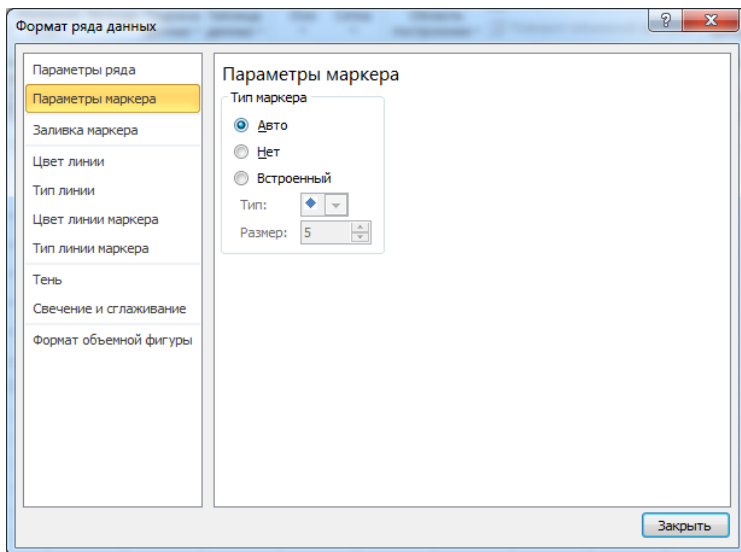 Формат ряда данных
Параметры ряда
Параметры маркера
Заливка маркера
Цвет линии
Тип линии
Цвет линии маркера
Тип линии маркера
Тень
Свечение и сглаживание
Формат объемной фигуры
Параметры маркера
Тип маркера
Авто
Нет
Встроенный
Тип:
Размер: 5
Закрыть